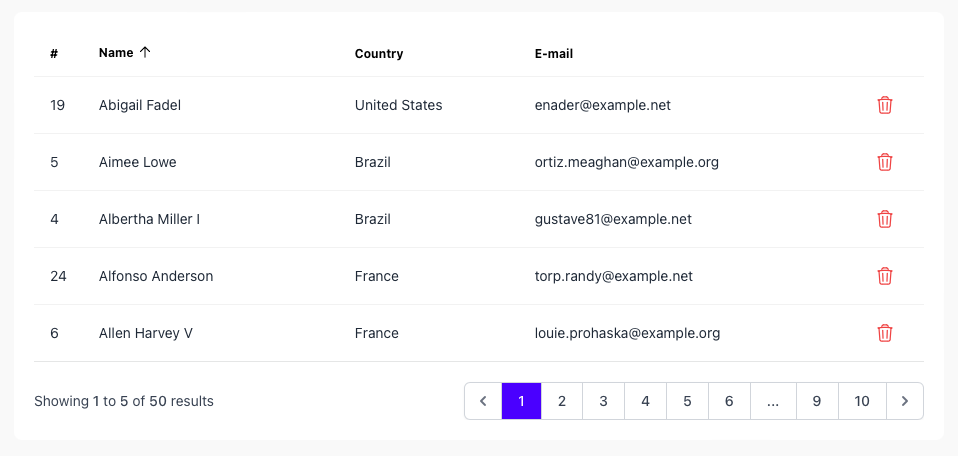 # Name Country E-mail
19 Abigail Fadel United States enader@example.net
5 Aimee Lowe Brazil ortiz.meaghan@example.org
4 Albertha Miller I Brazil gustave81@example.net
24 Alfonso Anderson France torp.randy@example.net
6 Allen Harvey V France louie.prohaska@example.org
Showing 1 to 5 of 50 results 1 2 3 4 5 6 ... 9 10